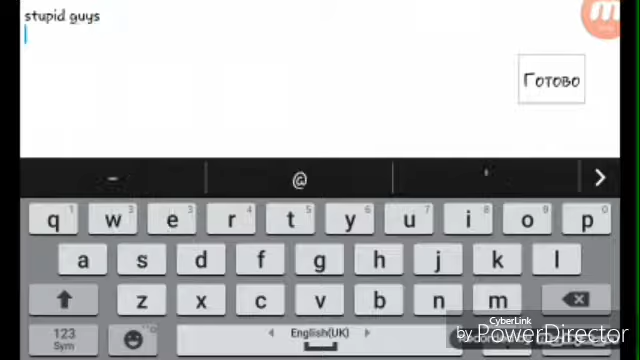 stupid guys
Готово
@
q w e r t y u i o p
a s d f g h j k l
z x c v b n m
123
Sym
English(UK)
CyberLink
by PowerDirector